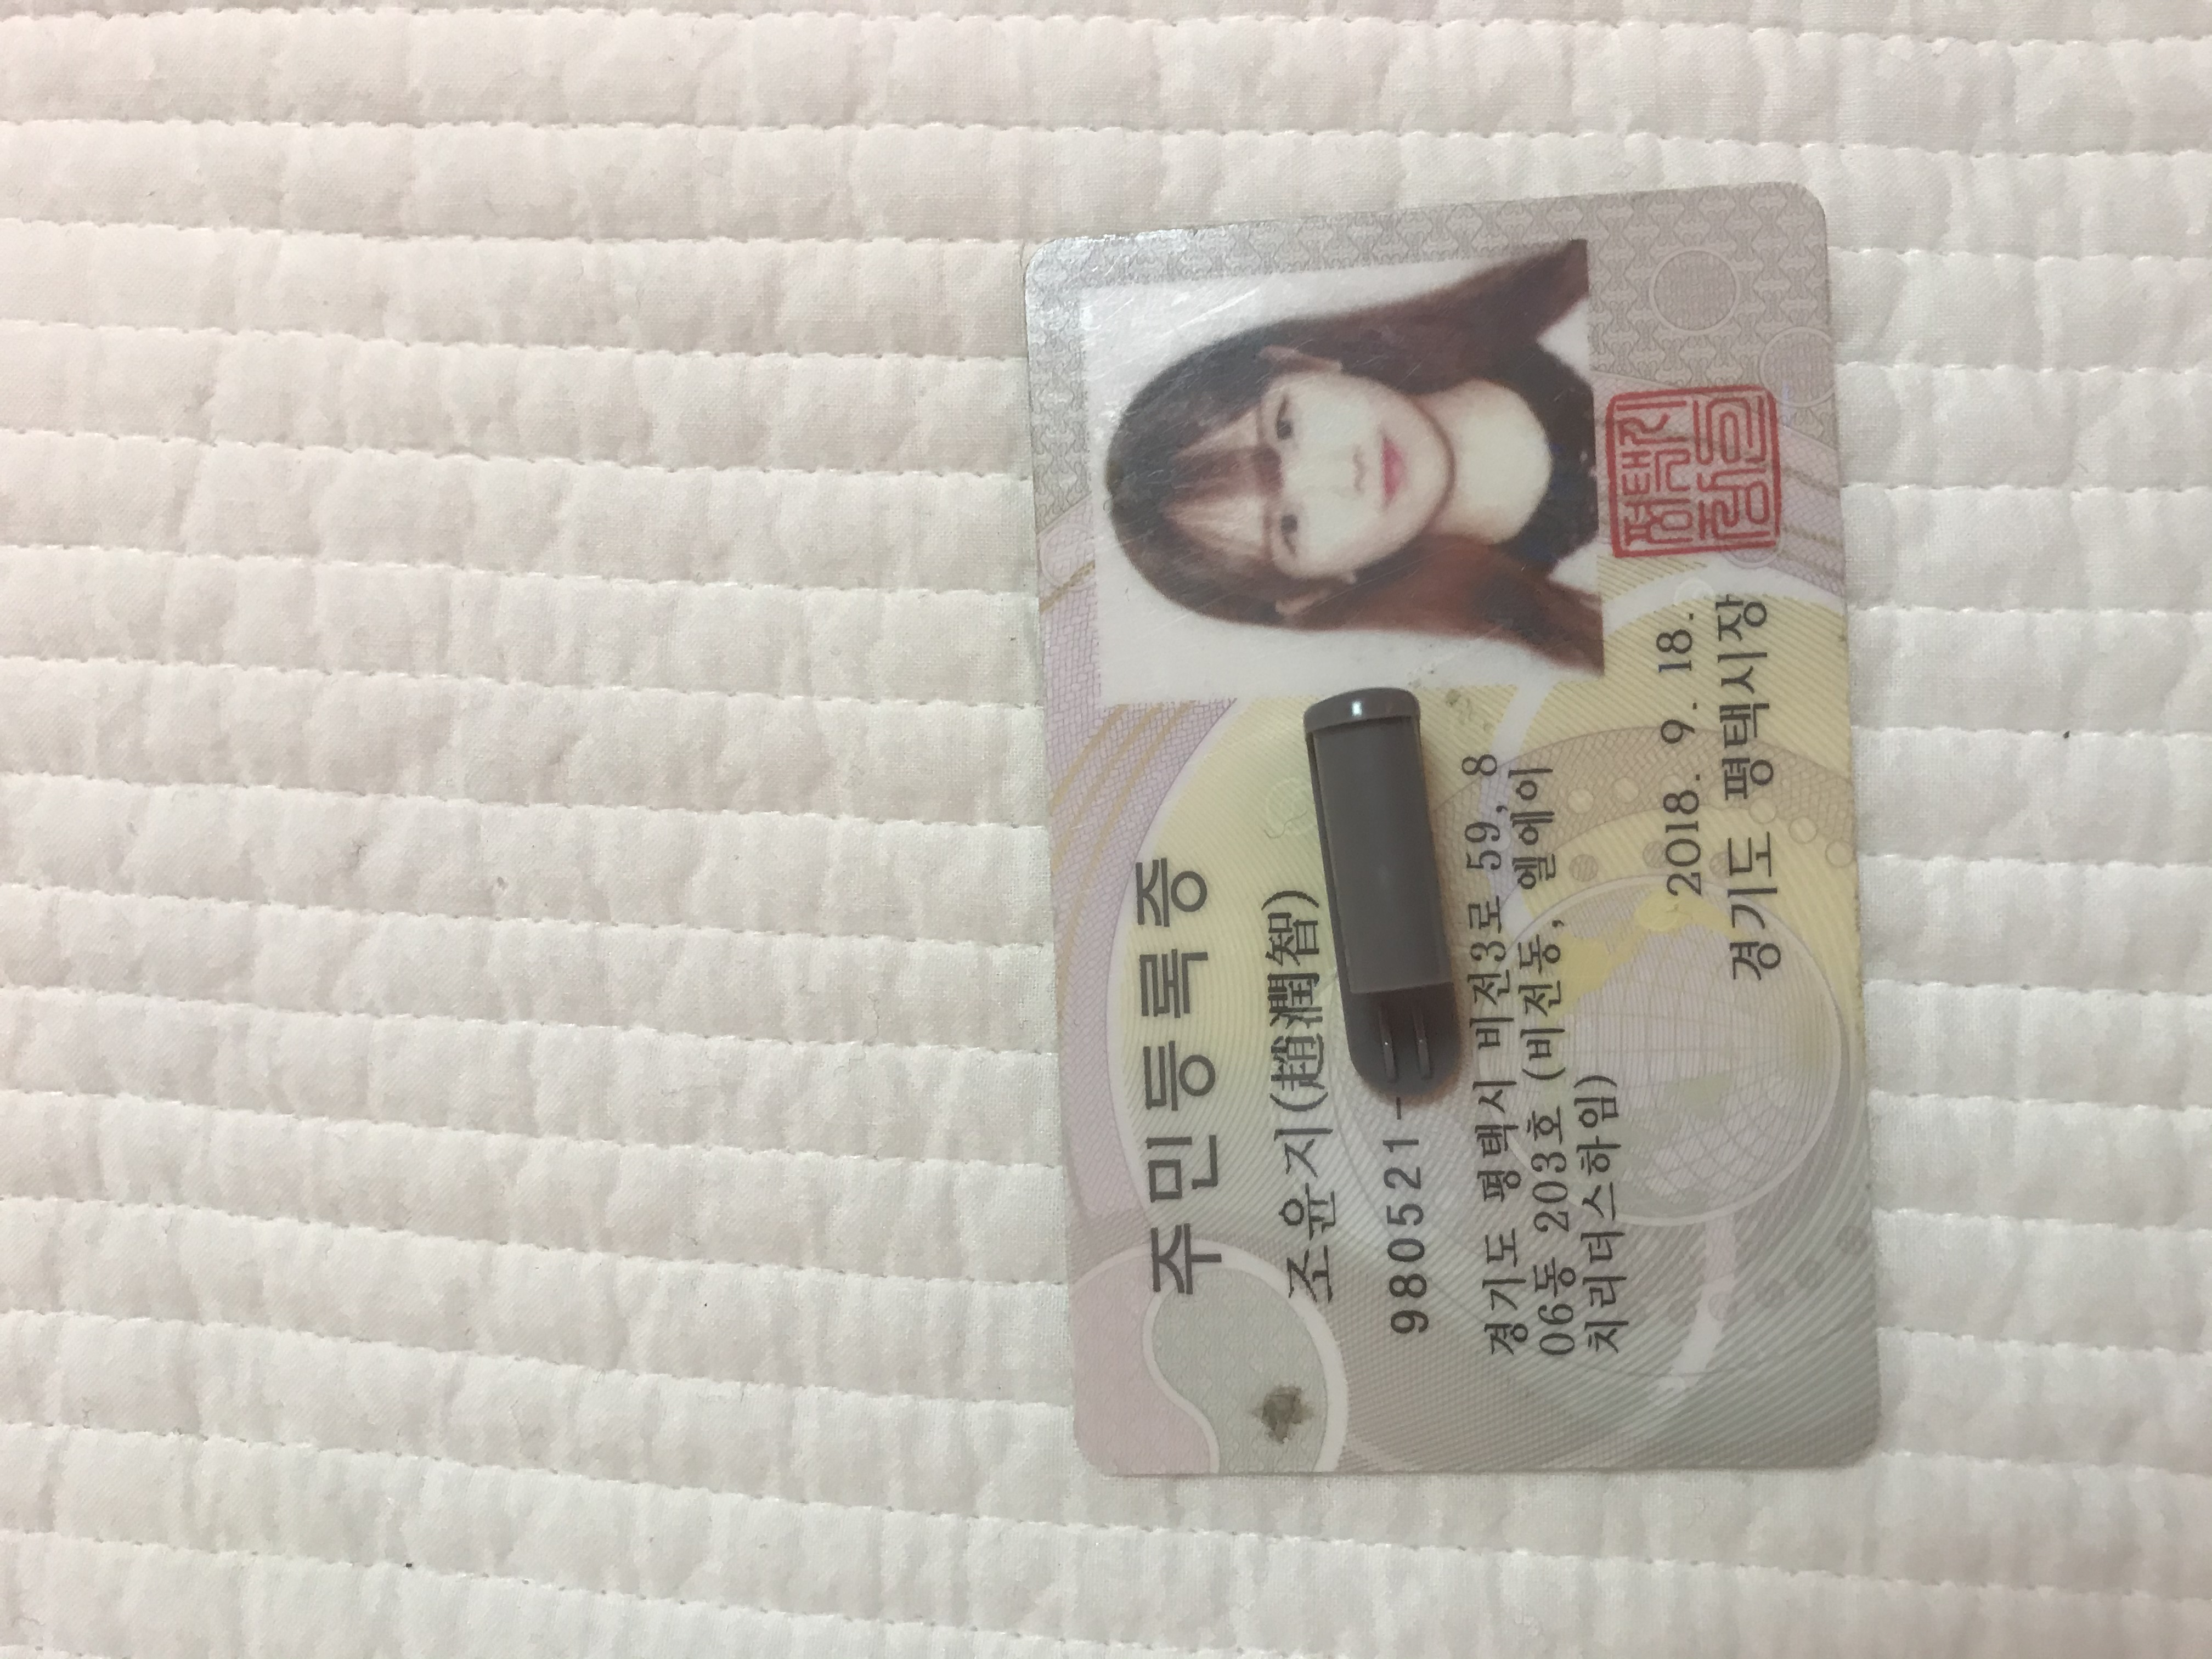 주민등록증
조윤지(趙潤智)
980521-
경기도 평택시 비전3로 59, 8
06동 203호 (비전동, 엘에이
치리더스하임)
2018. 9. 18.
경기도 평택시장